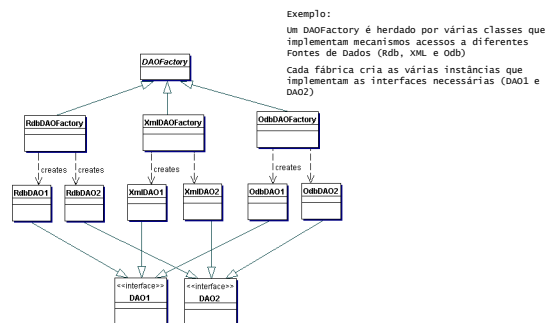 Exemplo:
Um DAOFactory é herdado por várias classes que
implementam mecanismos acessos a diferentes
Fontes de Dados (Rdb, XML e Odb)
Cada fábrica cria as várias instâncias que
implementam as interfaces necessárias (DAO1 e
DAO2)
DAOFactory
RdbDAOFactory
XmlDAOFactory
OdbDAOFactory
creates
creates
creates
creates
creates
RdbDAO1
RdbDAO2
XmlDAO1
XmlDAO2
OdbDAO1
OdbDAO2
<<interface>>
DAO1
<<interface>>
DAO2